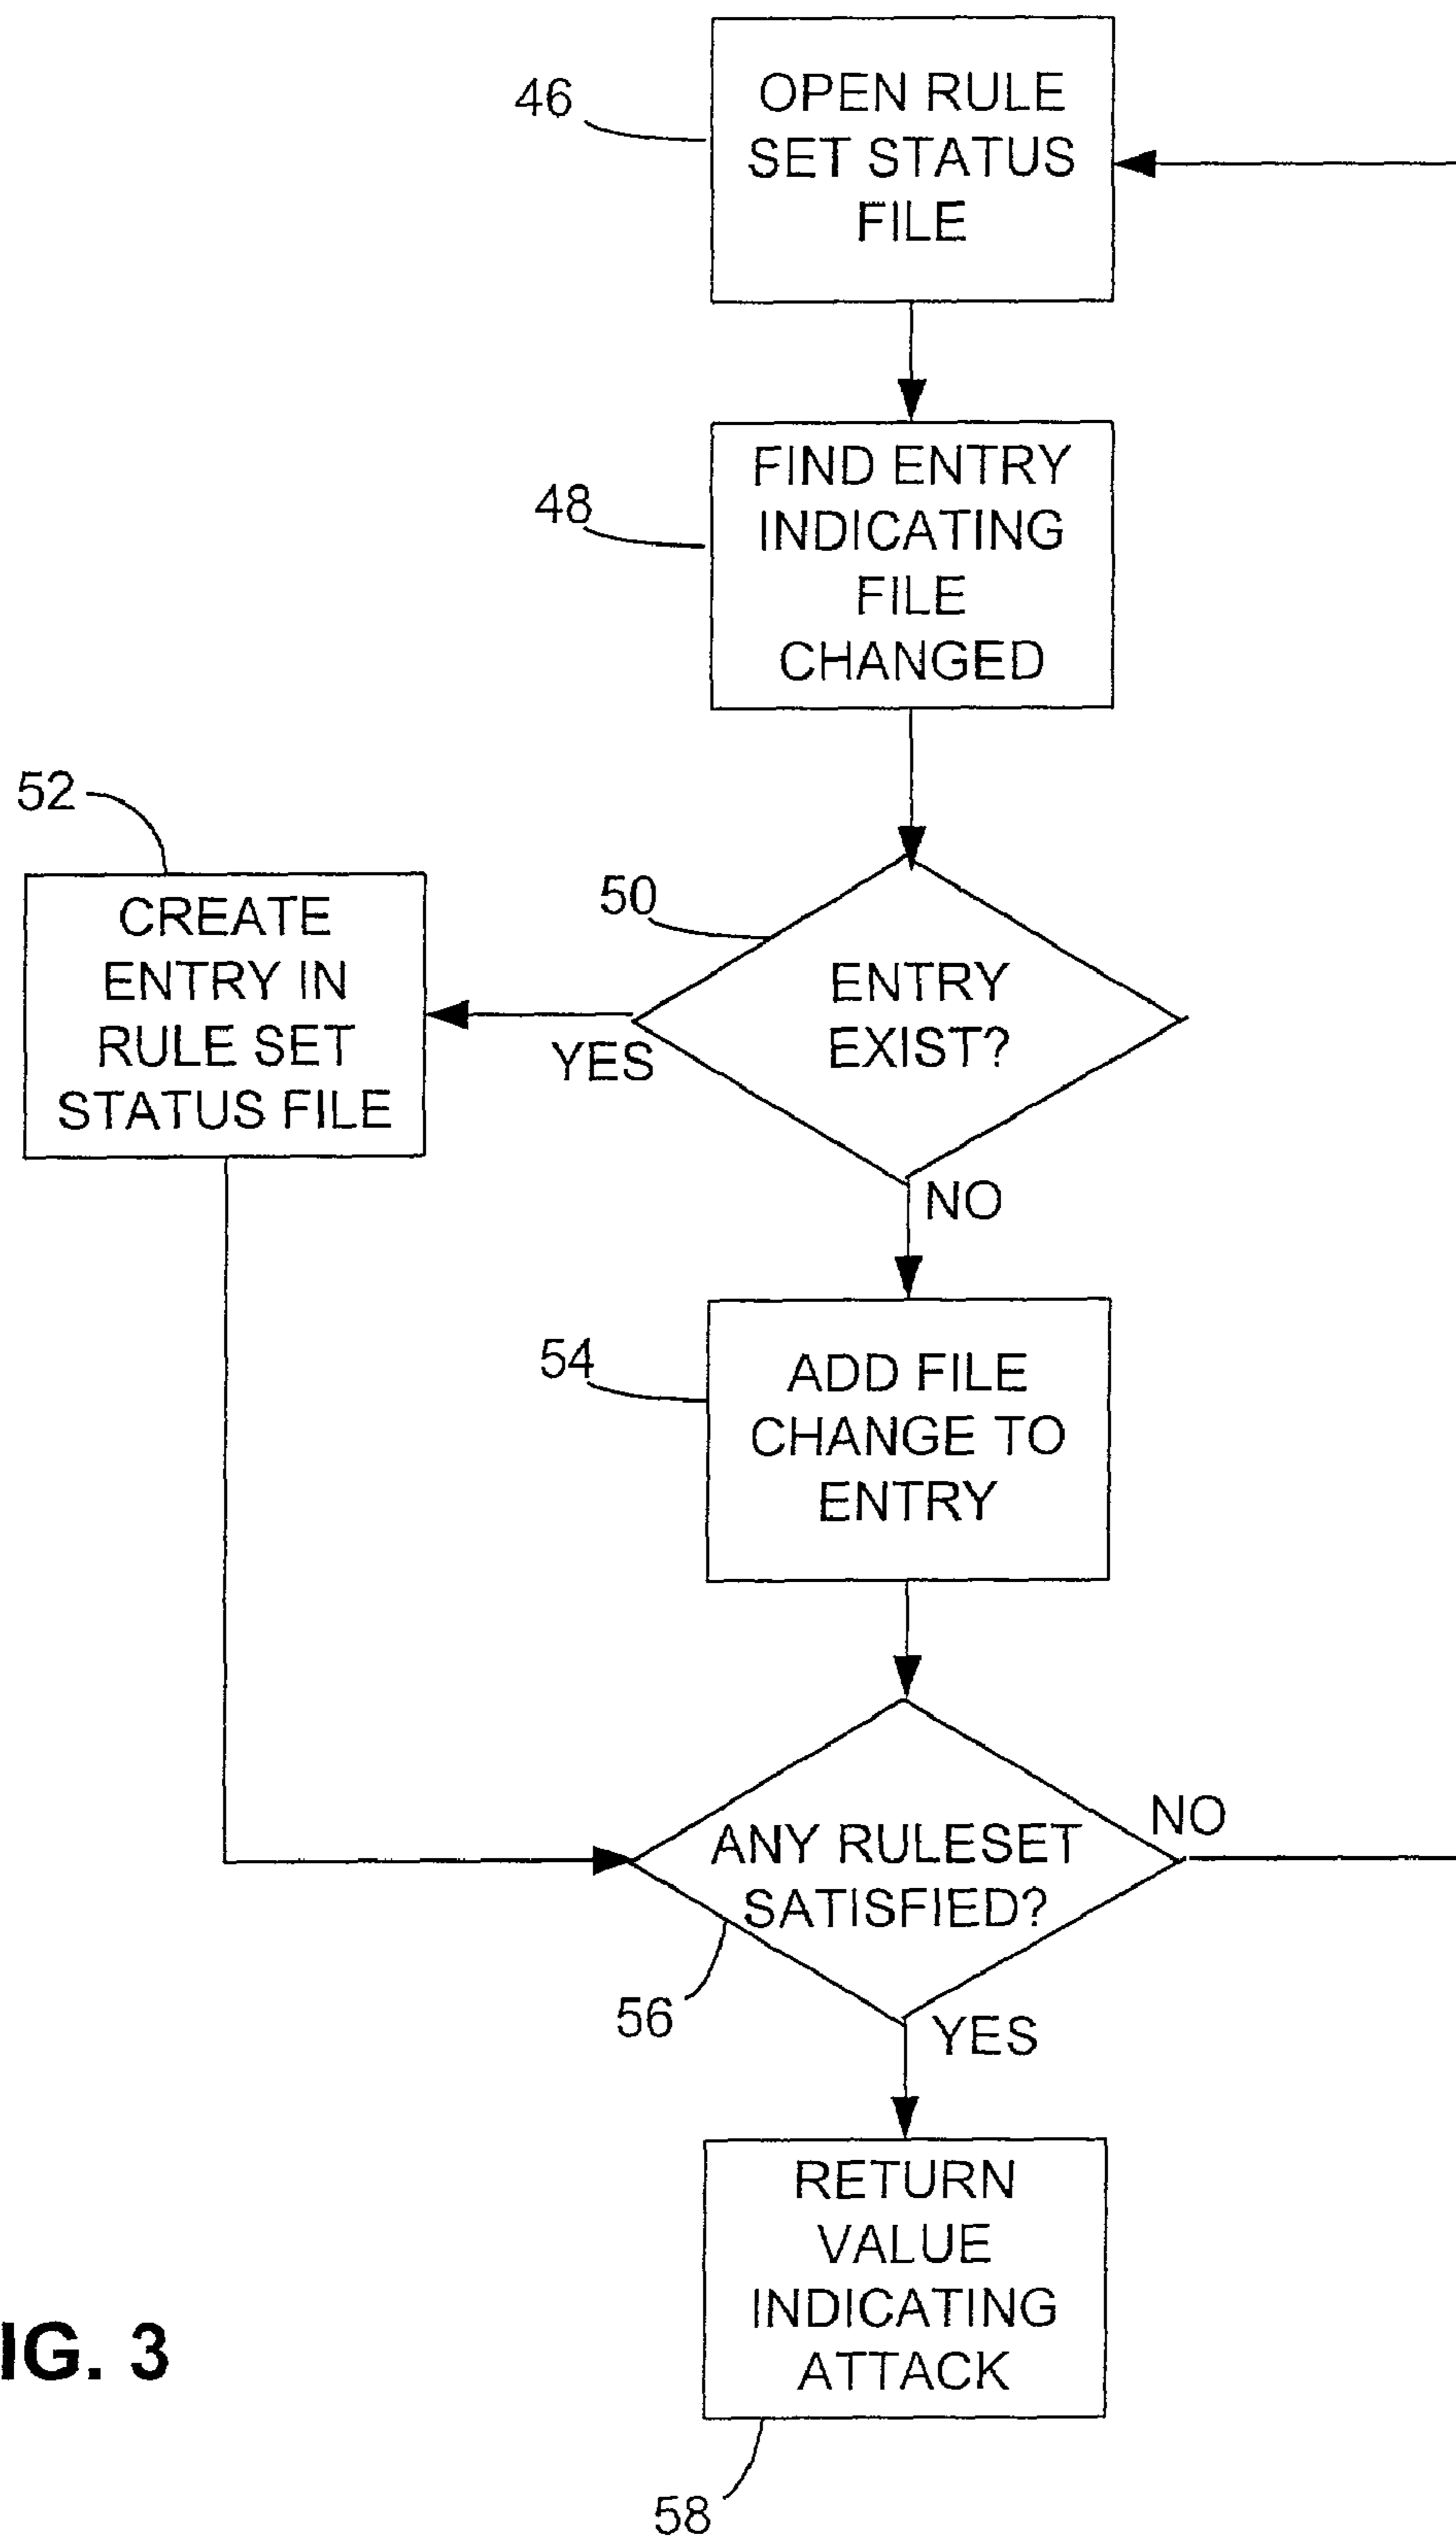 46
OPEN RULE
SET STATUS
FILE
48
FIND ENTRY
INDICATING
FILE
CHANGED
52
CREATE
ENTRY IN
RULE SET
STATUS FILE
50
ENTRY
EXIST?
YES
NO
54
ADD FILE
CHANGE TO
ENTRY
ANY RULESET
SATISFIED?
NO
56
YES
RETURN
VALUE
INDICATING
ATTACK
58
IG. 3